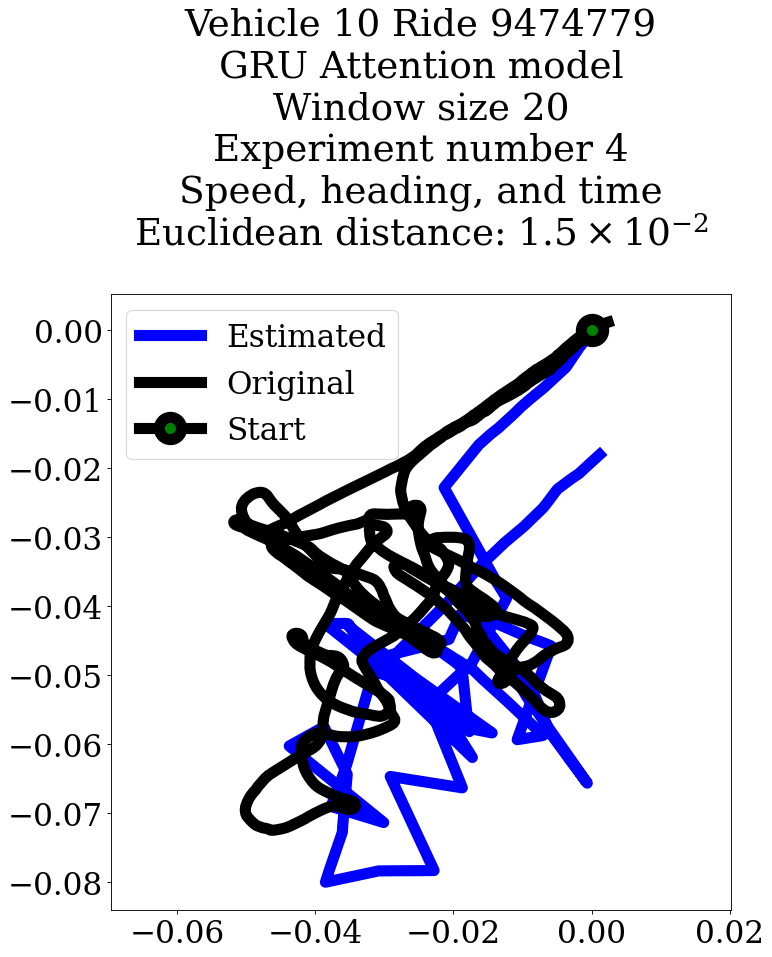 Vehicle 10 Ride 9474779
GRU Attention model
Window size 20
Experiment number 4
Speed, heading, and time
Euclidean distance: 1.5 × 10⁻²
Estimated
Original
Start
0.00
−0.01
−0.02
−0.03
−0.04
−0.05
−0.06
−0.07
−0.08
−0.06 −0.04 −0.02 0.00 0.02